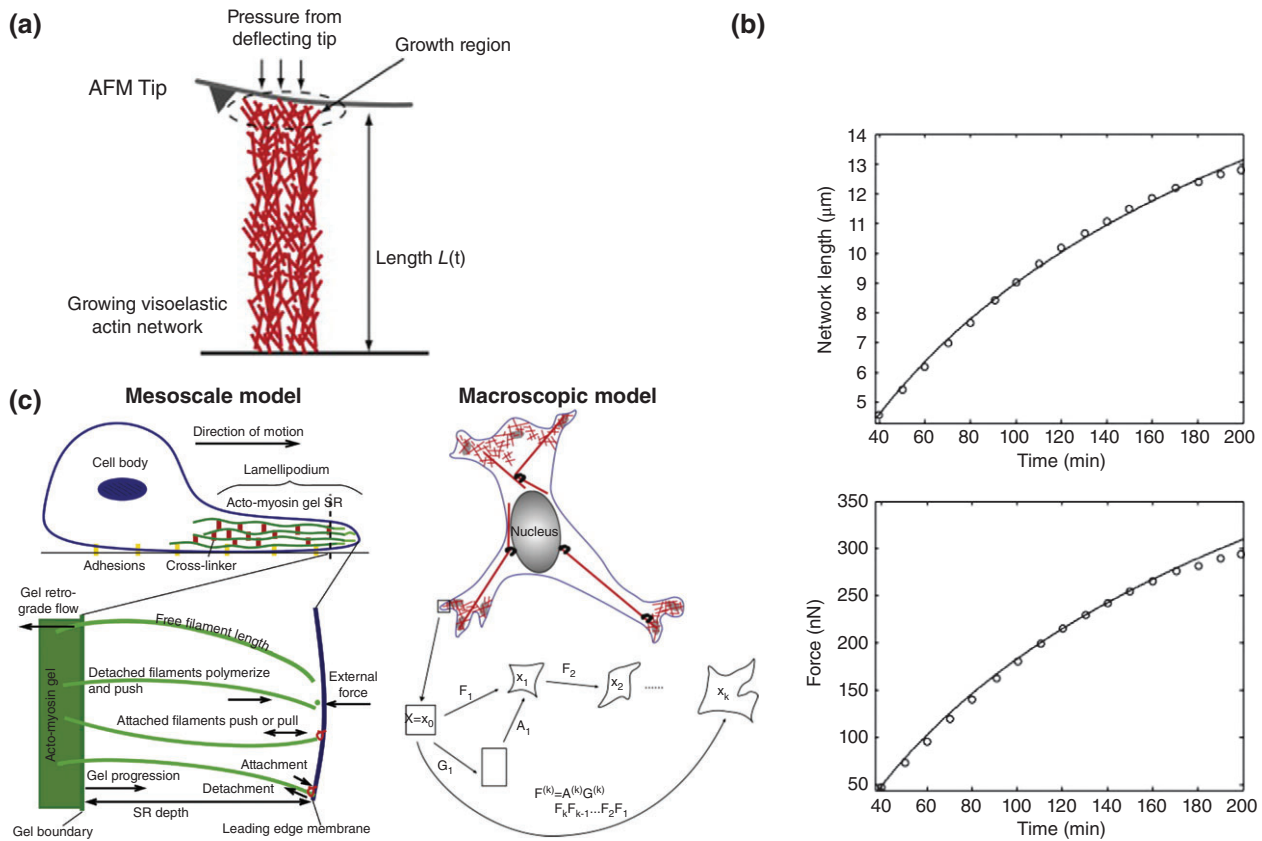 (a)
Pressure from
deflecting tip
Growth region
AFM Tip
Length L(t)
Growing visoelastic
actin network
(b)
14
13
12
11
10
9
8
7
6
5
Network length (μm)
40 60 80 100 120 140 160 180 200
Time (min)
350
300
250
200
150
100
50
Force (nN)
40 60 80 100 120 140 160 180 200
Time (min)
(c)
Mesoscale model
Direction of motion
Cell body
Lamellipodium
Acto-myosin gel SR
Adhesions
Cross-linker
Gel retro-
grade flow
Free filament length
Detached filaments polymerize
and push
External
force
Attached filaments push or pull
Acto-myosin gel
Attachment
Gel progression
Detachment
SR depth
Gel boundary
Leading edge membrane
Macroscopic model
Nucleus
X=x₀
F₁
x₁
F₂
x₂
......
xₖ
A₁
G₁
F⁽ᵏ⁾=A⁽ᵏ⁾G⁽ᵏ⁾
FₖFₖ₋₁...F₂F₁